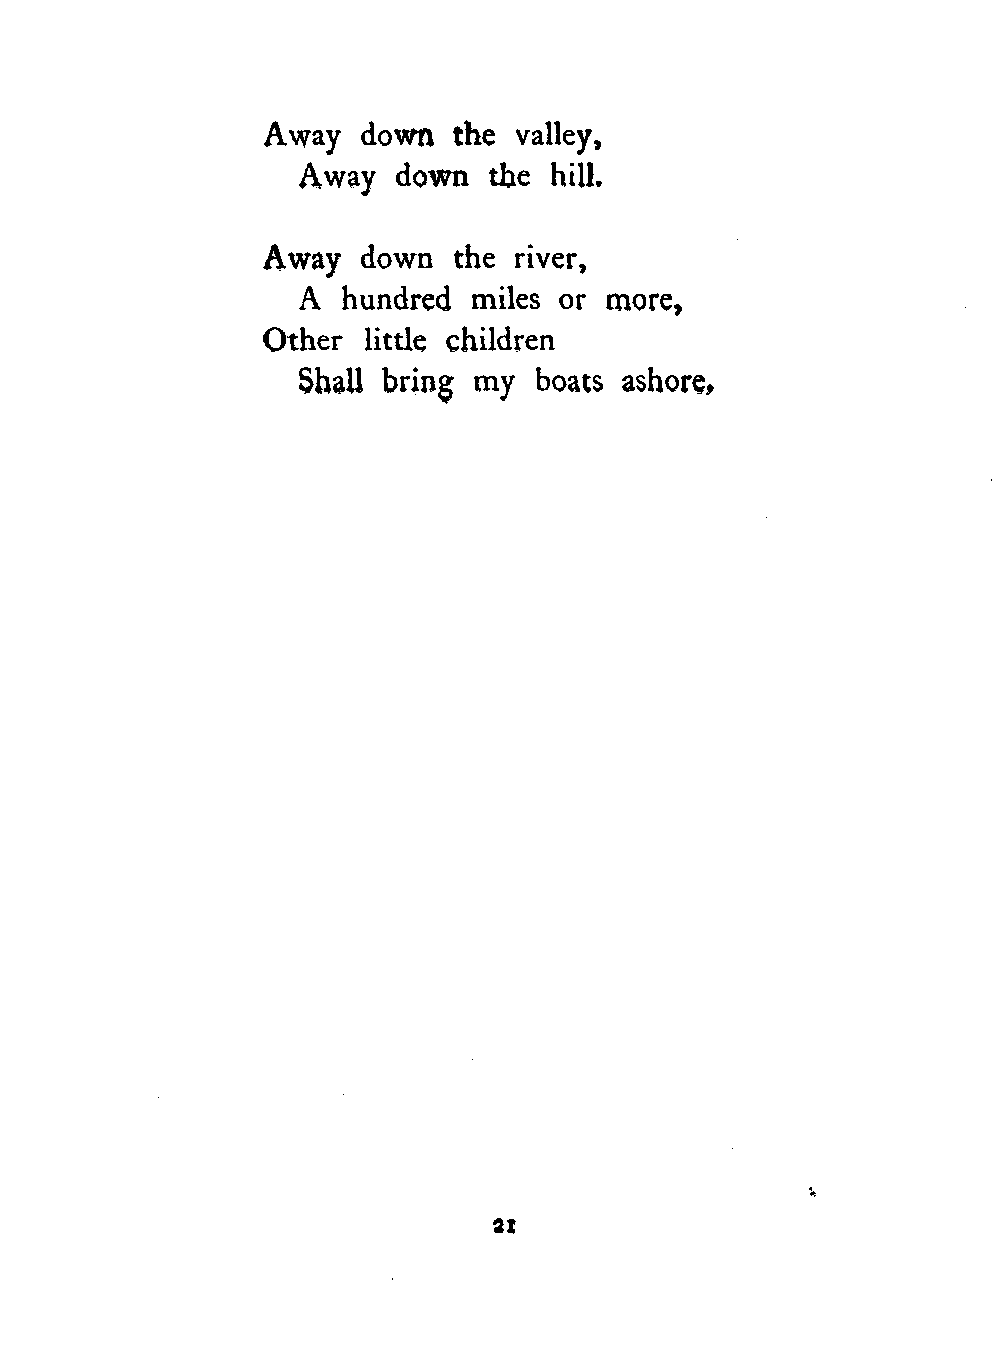 Away down the valley,
Away down the hill.
Away down the river,
A hundred miles or more,
Other little children
Shall bring my boats ashore,
21